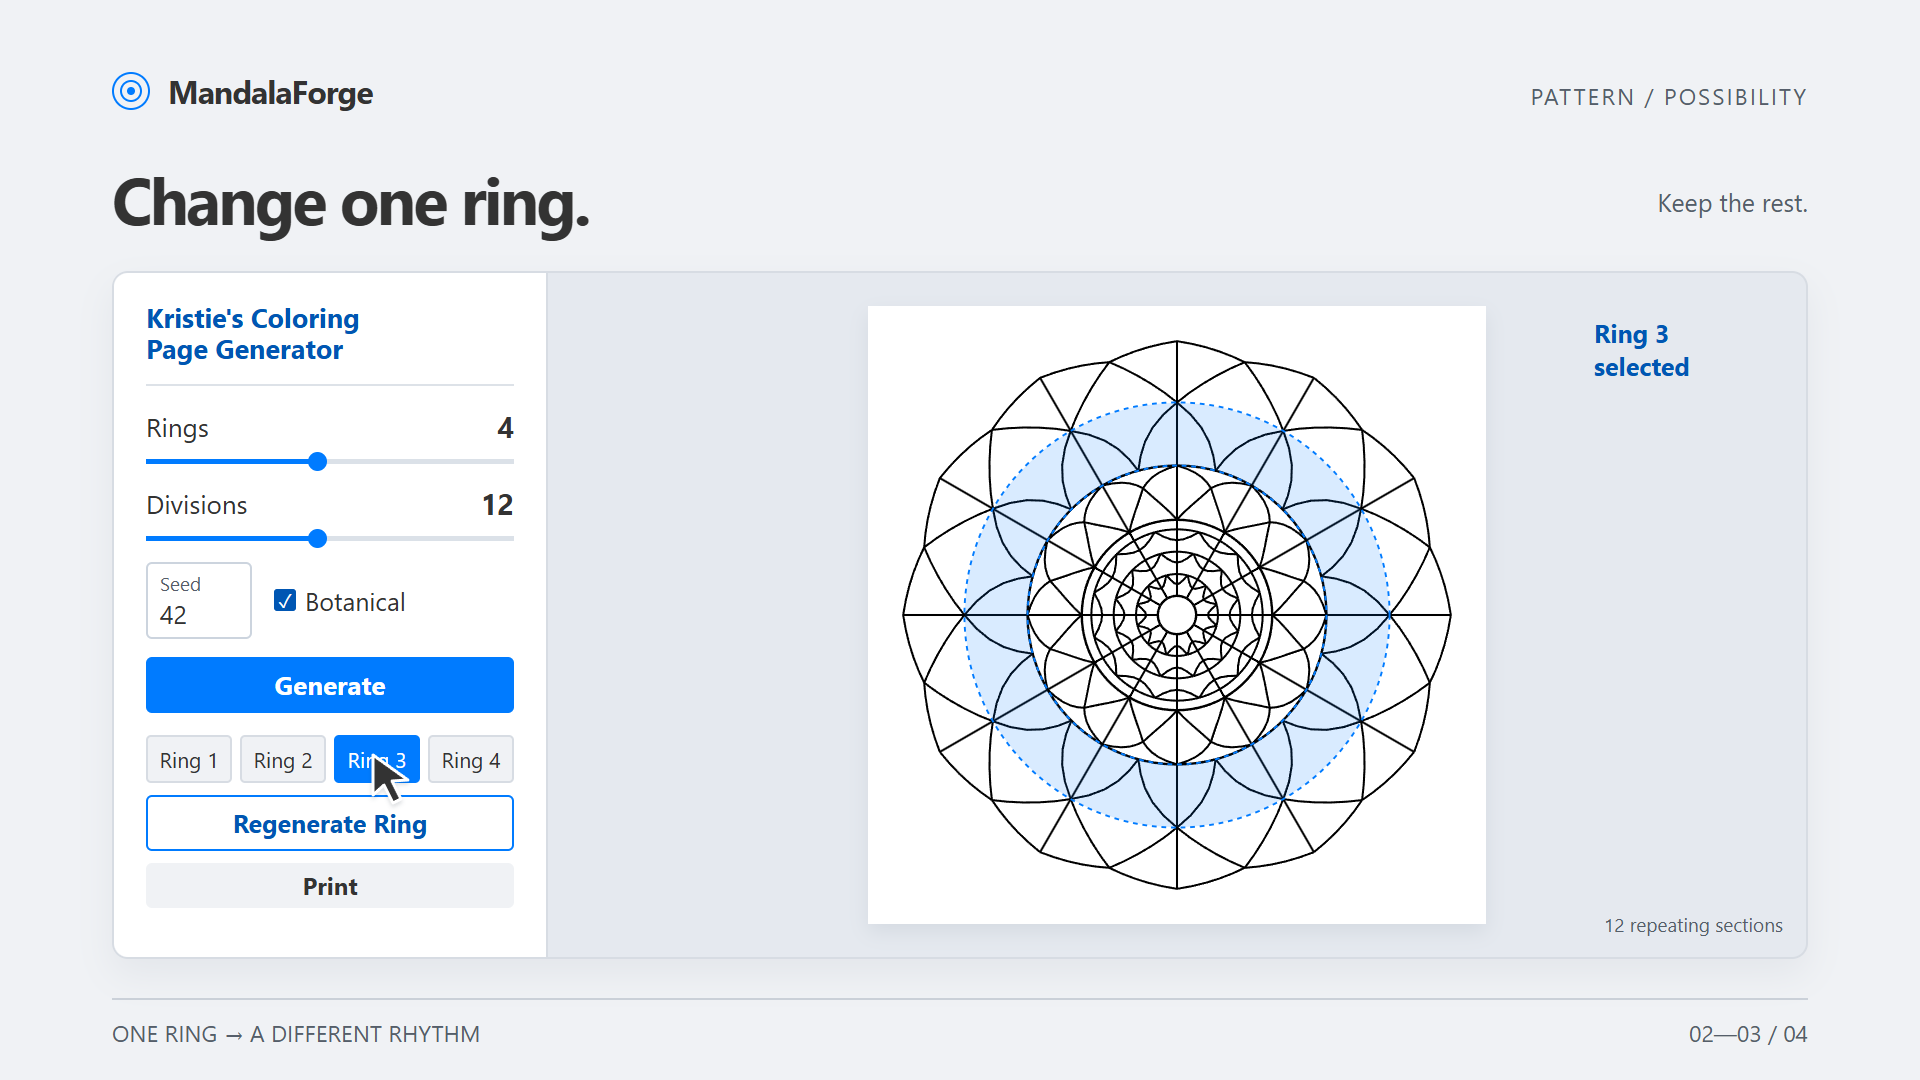 MandalaForge
PATTERN / POSSIBILITY
Change one ring.
Keep the rest.
Kristie's Coloring
Page Generator
Rings 4
Divisions 12
Seed
42
Botanical
Generate
Ring 1 Ring 2 Ring 3 Ring 4
Regenerate Ring
Print
Ring 3
selected
12 repeating sections
ONE RING → A DIFFERENT RHYTHM
02—03 / 04